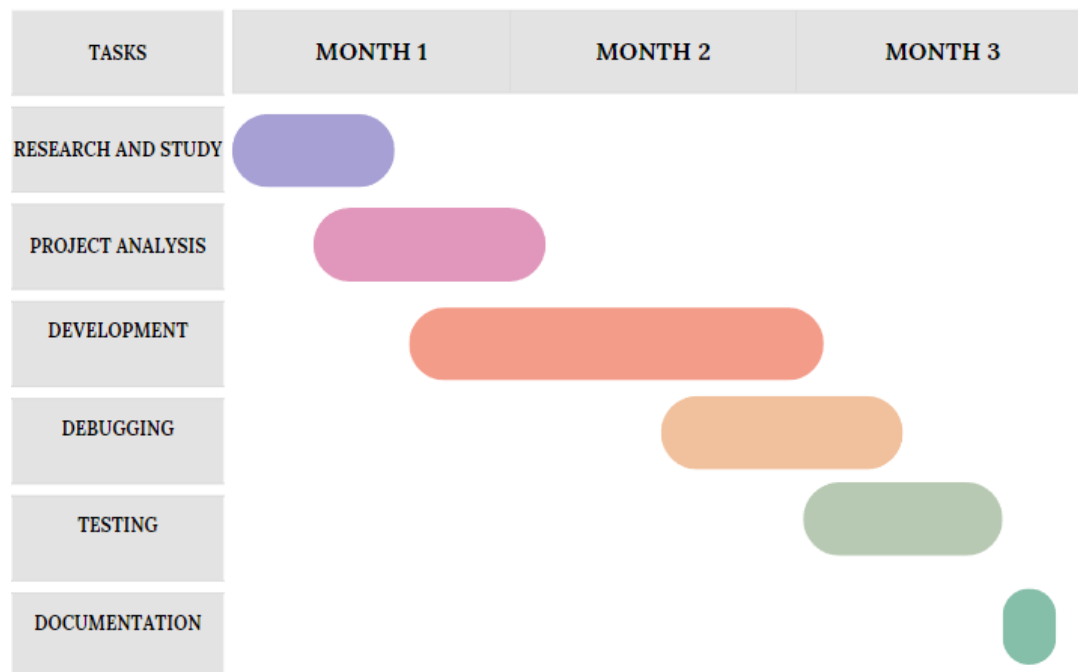 TASKS
MONTH 1
MONTH 2
MONTH 3
RESEARCH AND STUDY
PROJECT ANALYSIS
DEVELOPMENT
DEBUGGING
TESTING
DOCUMENTATION